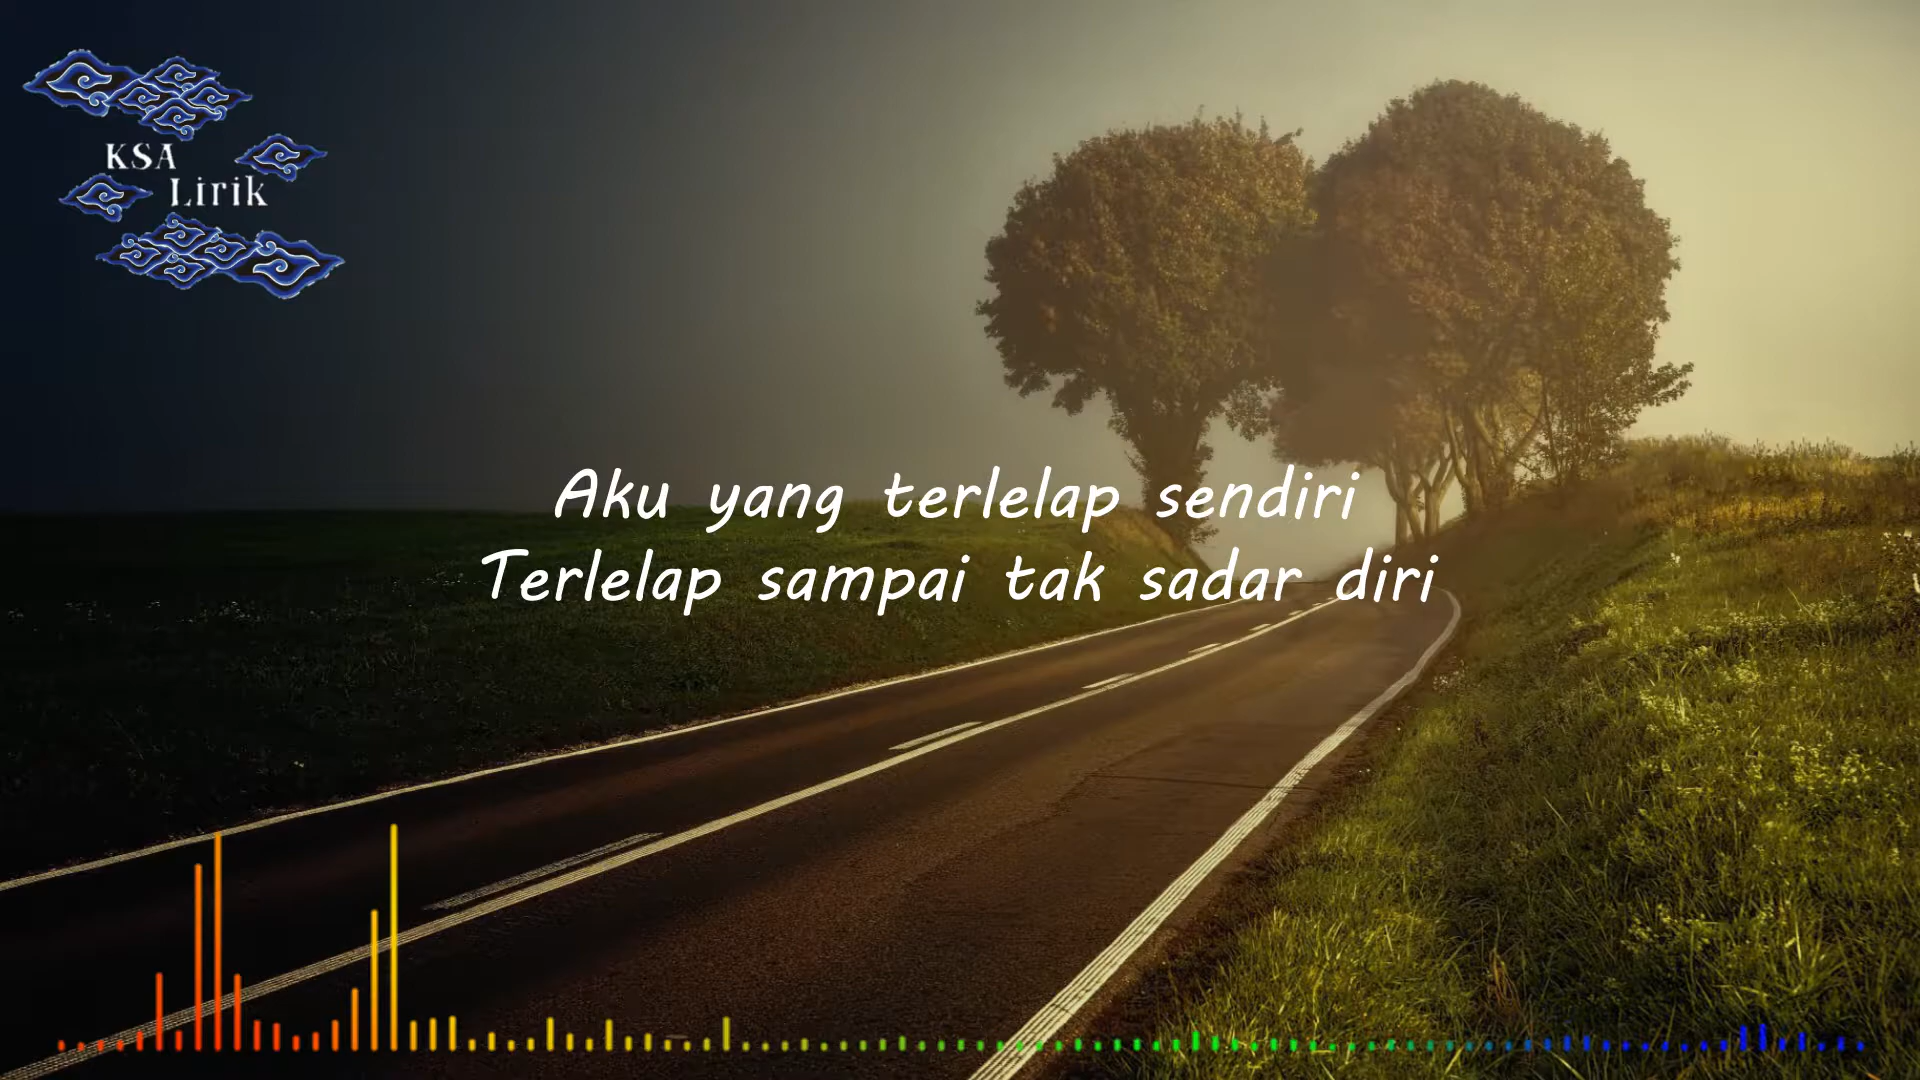 KSA
Lirik
Aku yang terlelap sendiri
Terlelap sampai tak sadar diri